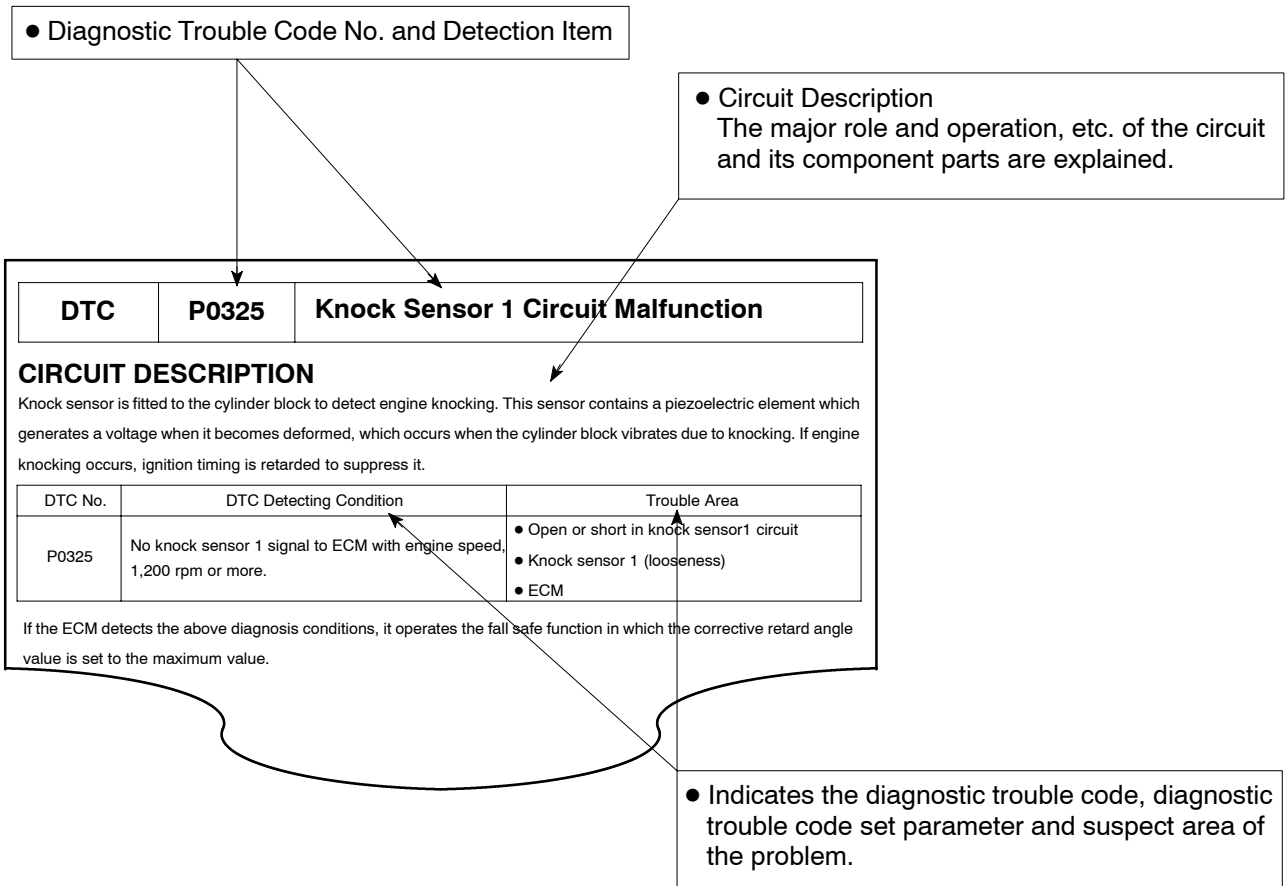 ● Diagnostic Trouble Code No. and Detection Item
● Circuit Description
The major role and operation, etc. of the circuit
and its component parts are explained.
DTC P0325 Knock Sensor 1 Circuit Malfunction
CIRCUIT DESCRIPTION
Knock sensor is fitted to the cylinder block to detect engine knocking. This sensor contains a piezoelectric element which
generates a voltage when it becomes deformed, which occurs when the cylinder block vibrates due to knocking. If engine
knocking occurs, ignition timing is retarded to suppress it.
DTC No. DTC Detecting Condition Trouble Area
P0325
No knock sensor 1 signal to ECM with engine speed,
1,200 rpm or more.
● Open or short in knock sensor1 circuit
● Knock sensor 1 (looseness)
● ECM
If the ECM detects the above diagnosis conditions, it operates the fall safe function in which the corrective retard angle
value is set to the maximum value.
● Indicates the diagnostic trouble code, diagnostic
trouble code set parameter and suspect area of
the problem.